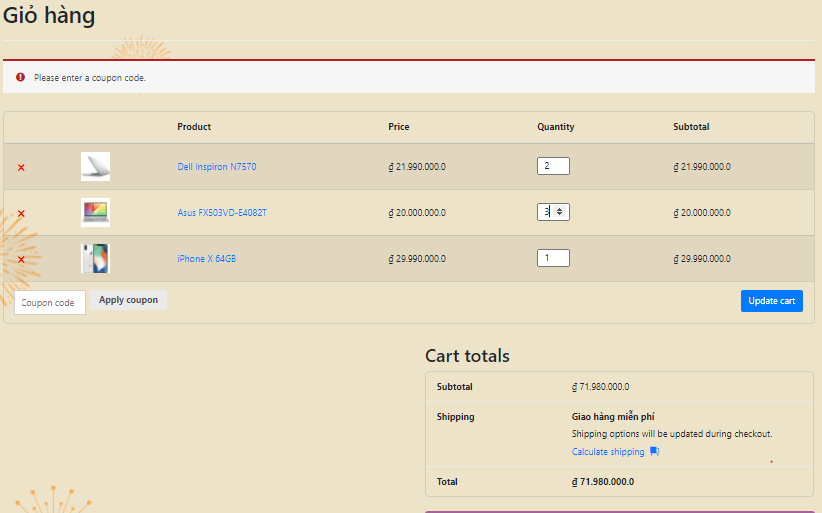 Giỏ hàng
Please enter a coupon code.
Product Price Quantity Subtotal
Dell Inspiron N7570 ₫ 21.990.000.0 2 ₫ 21.990.000.0
Asus FX503VD-E4082T ₫ 20.000.000.0 3 ₫ 20.000.000.0
iPhone X 64GB ₫ 29.990.000.0 1 ₫ 29.990.000.0
Coupon code Apply coupon Update cart
Cart totals
Subtotal ₫ 71.980.000.0
Shipping Giao hàng miễn phí
Shipping options will be updated during checkout.
Calculate shipping
Total ₫ 71.980.000.0